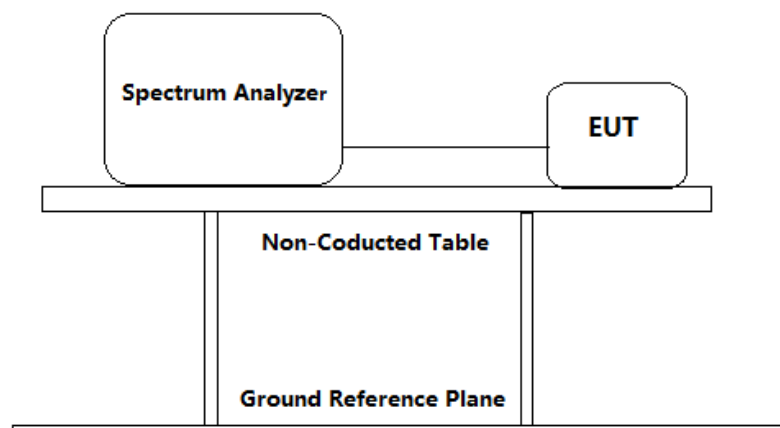 Spectrum Analyzer
EUT
Non-Coducted Table
Ground Reference Plane